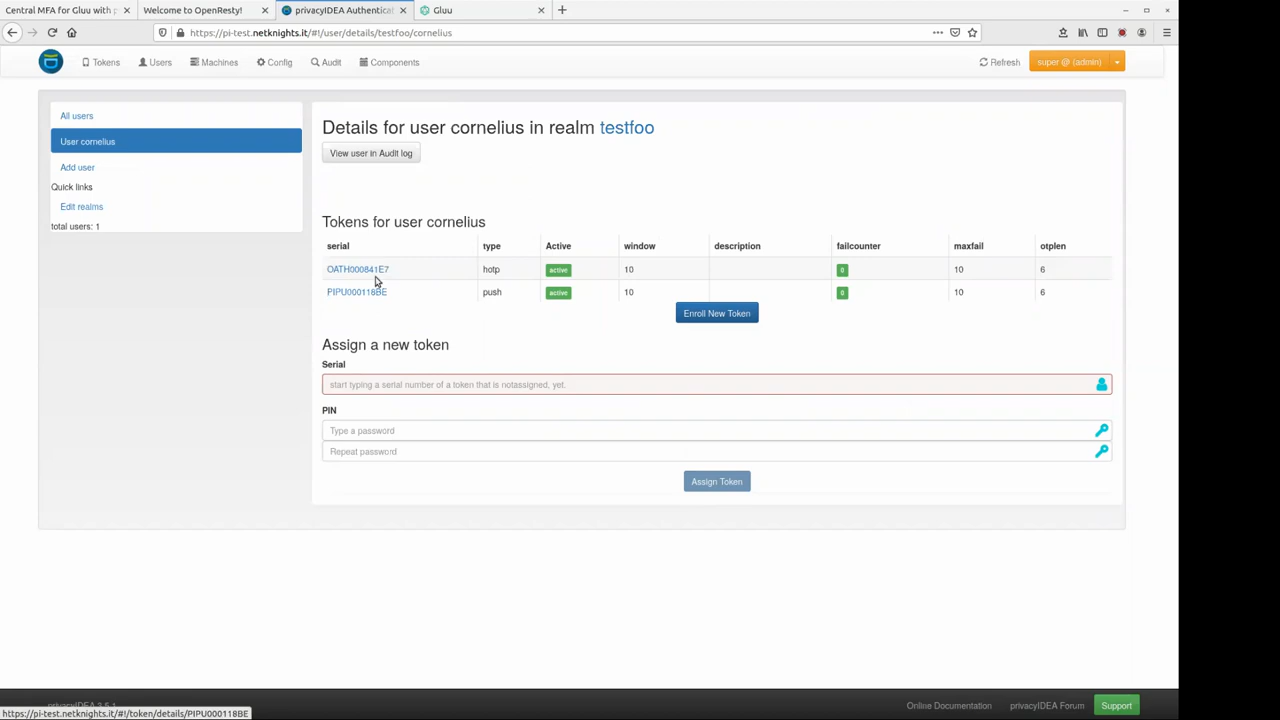 Central MFA for Gluu with p
Welcome to OpenResty!
privacyIDEA Authentica
Gluu
https://pi-test.netknights.it/#!/user/details/testfoo/cornelius
Tokens
Users
Machines
Config
Audit
Components
Refresh
super @ (admin)
All users
User cornelius
Add user
Quick links
Edit realms
total users: 1
Details for user cornelius in realm testfoo
View user in Audit log
Tokens for user cornelius
serial type Active window description failcounter maxfail otplen
OATH000841E7 hotp active 10 0 10 6
PIPU000118BE push active 10 0 10 6
Enroll New Token
Assign a new token
Serial
start typing a serial number of a token that is notassigned, yet.
PIN
Type a password
Repeat password
Assign Token
privacyIDEA 3.5.1
Online Documentation
privacyIDEA Forum
Support
https://pi-test.netknights.it/#!/token/details/PIPU000118BE